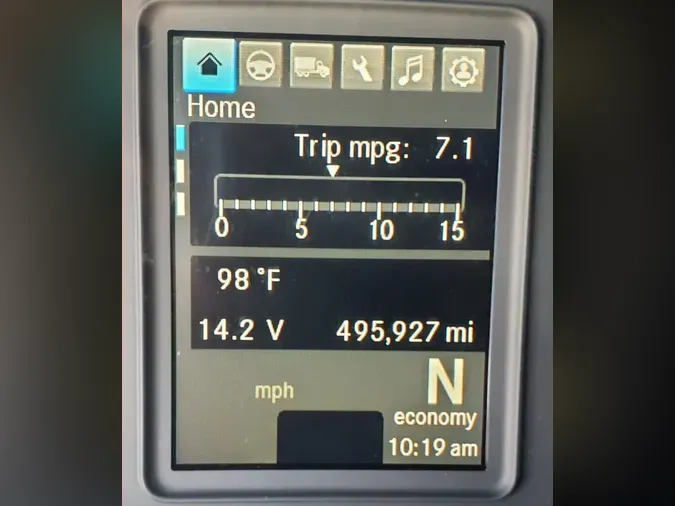 Home
Trip mpg: 7.1
0 5 10 15
98 °F
14.2 V 495,927 mi
mph N
economy
10:19 am